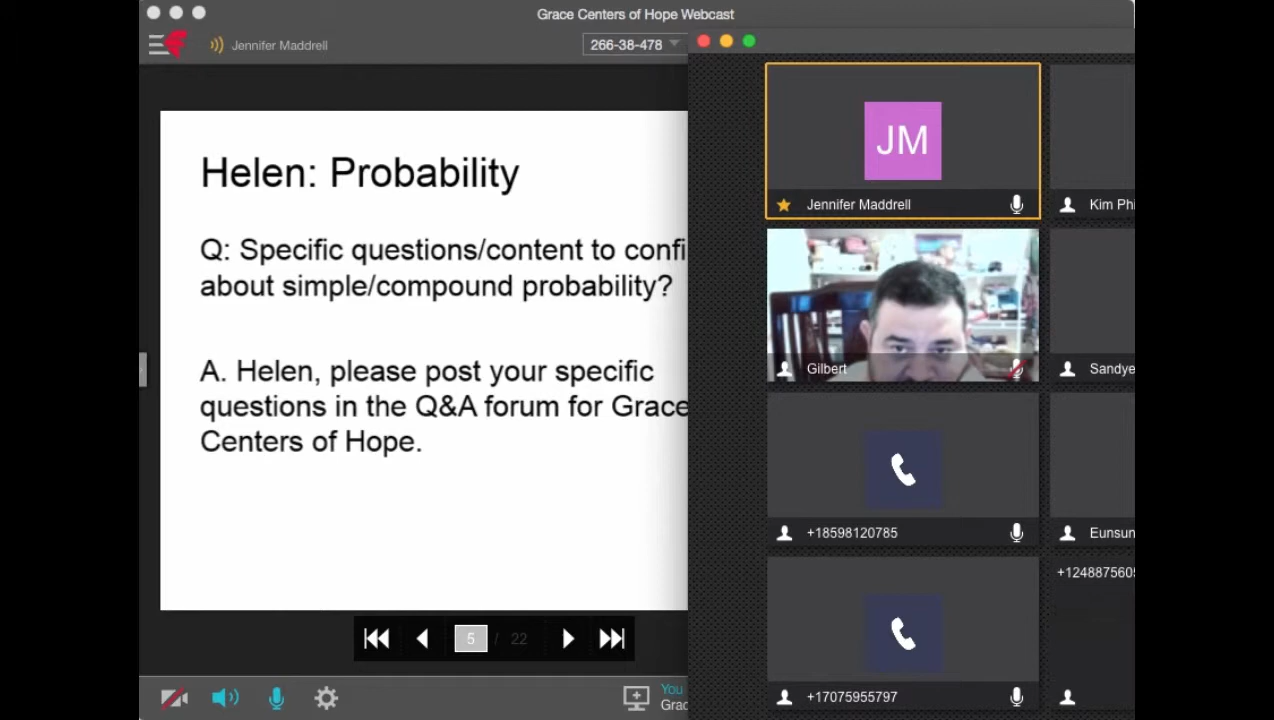 Grace Centers of Hope Webcast
Jennifer Maddrell
266-38-478
Helen: Probability
Q: Specific questions/content to confi
about simple/compound probability?
A. Helen, please post your specific
questions in the Q&A forum for Grace
Centers of Hope.
5 / 22
You
Grac
JM
Jennifer Maddrell
Kim Phi
Gilbert
Sandye
+18598120785
Eunsun
+1248875605
+17075955797